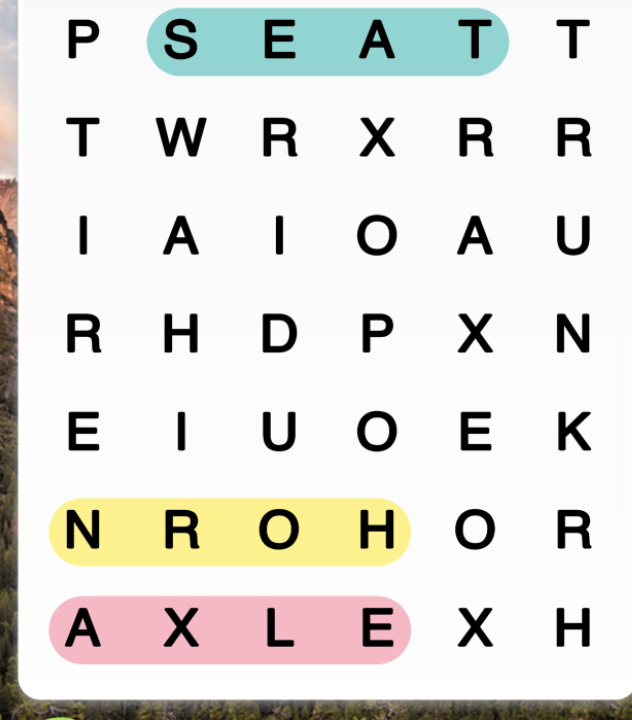 P S E A T T
T W R X R R
I A I O A U
R H D P X N
E I U O E K
N R O H O R
A X L E X H